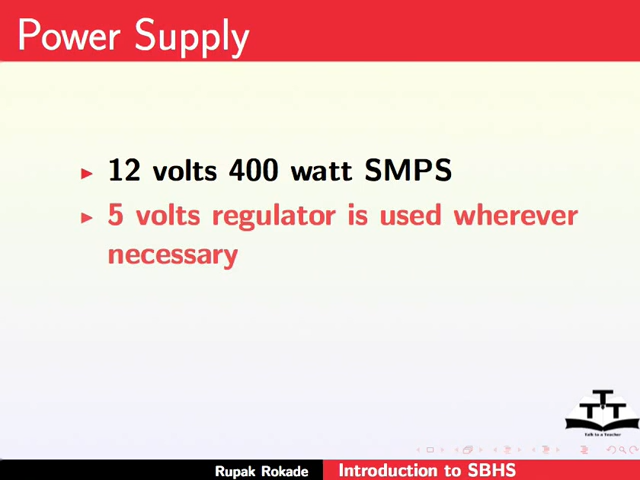 Power Supply
12 volts 400 watt SMPS
5 volts regulator is used wherever
necessary
T
T T
Talk to a Teacher
Rupak Rokade
Introduction to SBHS